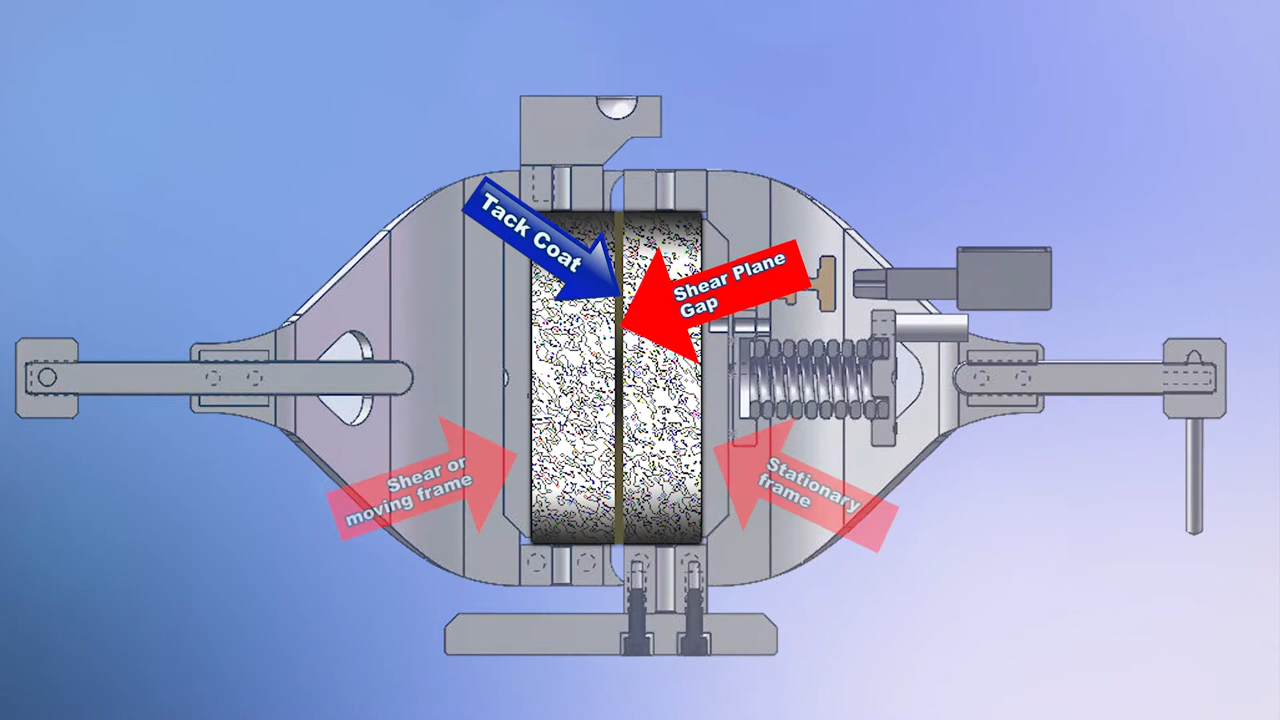 Tack Coat
Shear Plane
Gap
Shear or
moving frame
Stationary
frame